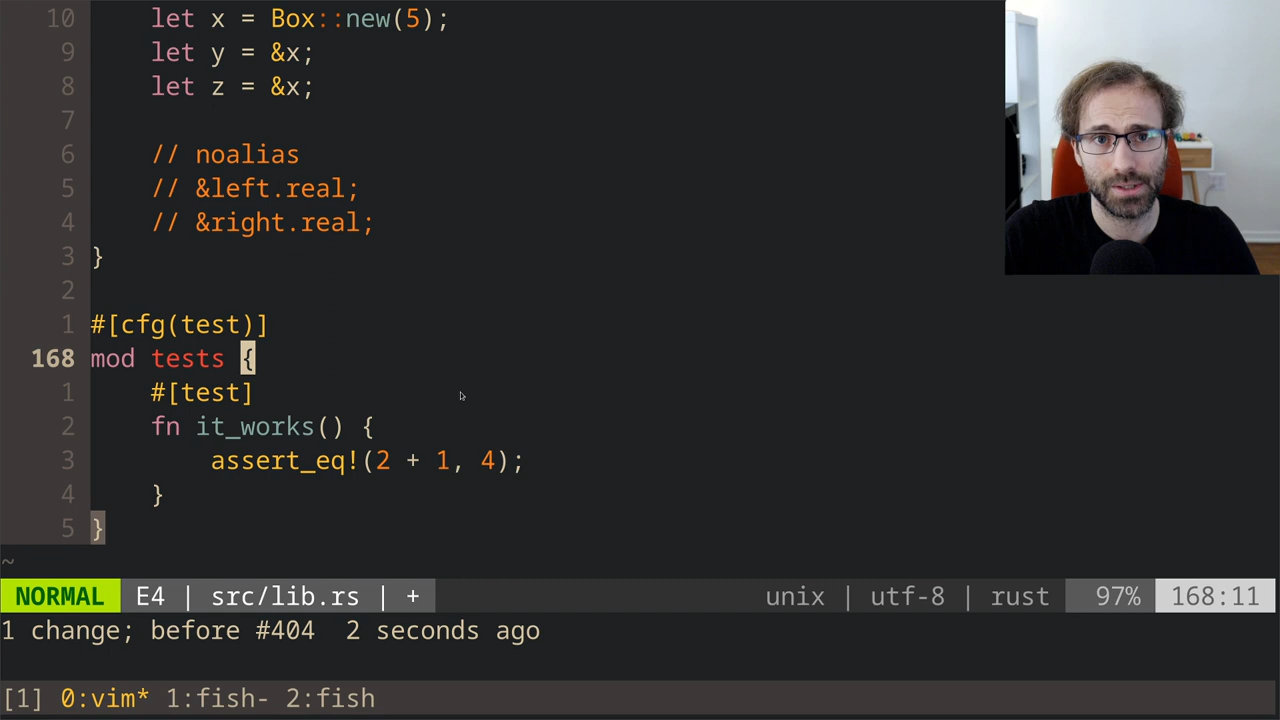 10 let x = Box::new(5);
9 let y = &x;
8 let z = &x;
7
6 // noalias
5 // &left.real;
4 // &right.real;
3 }
2
1 #[cfg(test)]
168 mod tests {
1 #[test]
2 fn it_works() {
3 assert_eq!(2 + 1, 4);
4 }
5 }
~
NORMAL E4 | src/lib.rs | + unix | utf-8 | rust 97% 168:11
1 change; before #404 2 seconds ago
[1] 0:vim* 1:fish- 2:fish